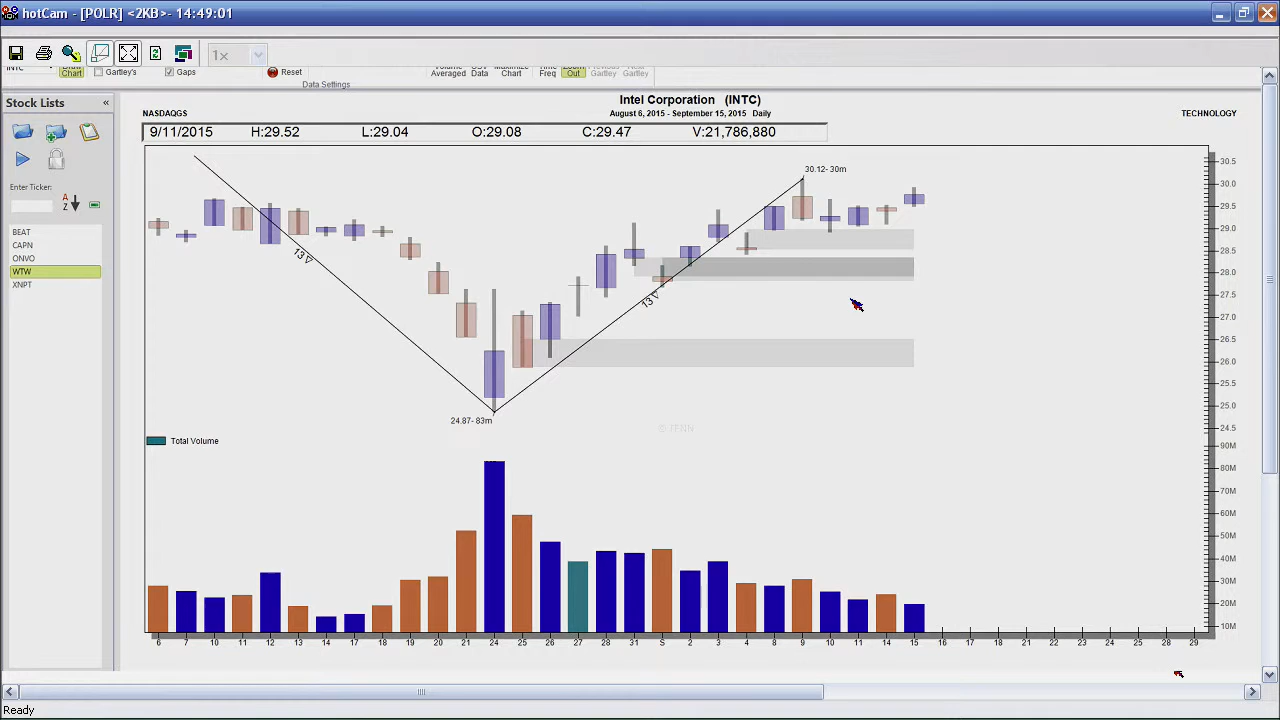 hotCam - [POLR] <2KB>- 14:49:01
1x
INTC
Chart
Gartley's
Gaps
Reset
Averaged
Data
Chart
Freq
Out
Gartley
Gartley
Data Settings
Stock Lists «
Enter Ticker:
A
Z
BEAT
CAPN
ONVO
WTW
XNPT
Intel Corporation (INTC)
NASDAQGS
August 6, 2015 - September 15, 2015 Daily
TECHNOLOGY
9/11/2015 H:29.52 L:29.04 O:29.08 C:29.47 V:21,786,880
30.12- 30m
13
13
24.87- 83m
© TFNN
Total Volume
30.5
30.0
29.5
29.0
28.5
28.0
27.5
27.0
26.5
26.0
25.5
25.0
24.5
90M
80M
70M
60M
50M
40M
30M
20M
10M
6 7 10 11 12 13 14 17 18 19 20 21 24 25 26 27 28 31 S 2 3 4 8 9 10 11 14 15 16 17 18 21 22 23 24 25 28 29
Ready